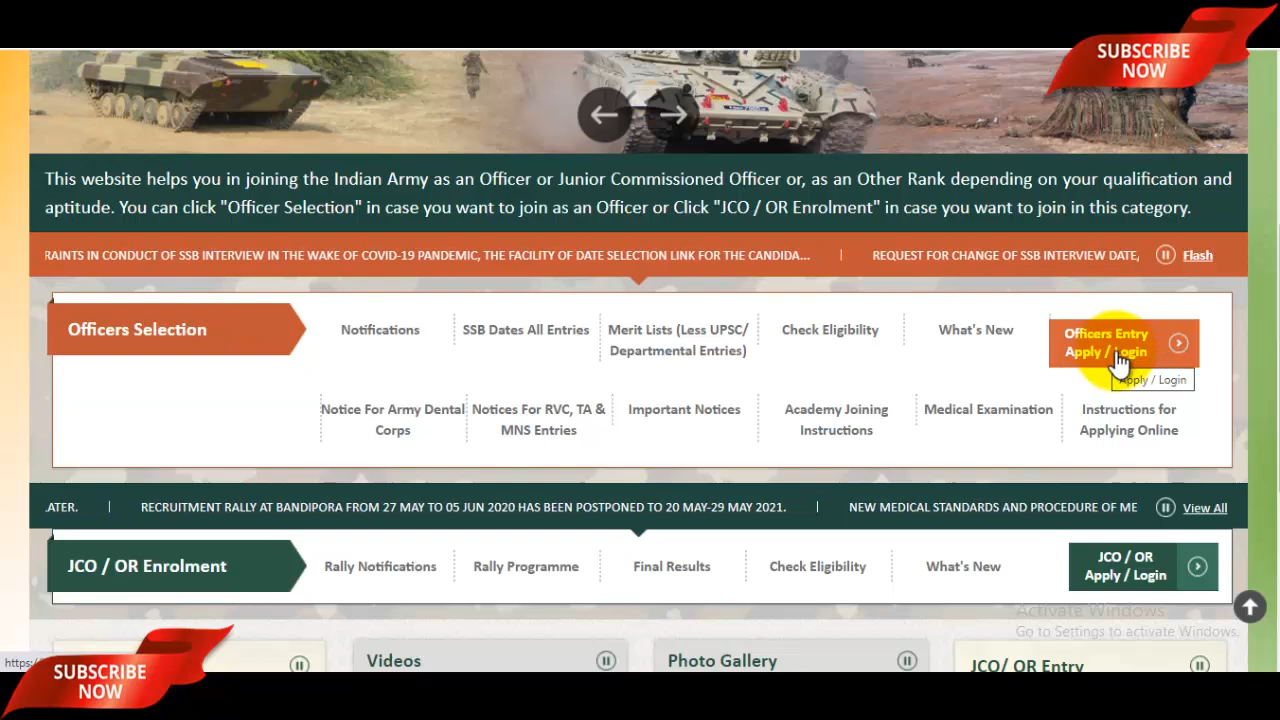 SUBSCRIBE
NOW
This website helps you in joining the Indian Army as an Officer or Junior Commissioned Officer or, as an Other Rank depending on your qualification and
aptitude. You can click "Officer Selection" in case you want to join as an Officer or Click "JCO / OR Enrolment" in case you want to join in this category.
RAINTS IN CONDUCT OF SSB INTERVIEW IN THE WAKE OF COVID-19 PANDEMIC, THE FACILITY OF DATE SELECTION LINK FOR THE CANDIDA... | REQUEST FOR CHANGE OF SSB INTERVIEW DATE, Flash
Officers Selection
Notifications
SSB Dates All Entries
Merit Lists (Less UPSC/
Departmental Entries)
Check Eligibility
What's New
Officers Entry
Apply / Login
Apply / Login
Notice For Army Dental
Corps
Notices For RVC, TA &
MNS Entries
Important Notices
Academy Joining
Instructions
Medical Examination
Instructions for
Applying Online
.ATER. | RECRUITMENT RALLY AT BANDIPORA FROM 27 MAY TO 05 JUN 2020 HAS BEEN POSTPONED TO 20 MAY-29 MAY 2021. | NEW MEDICAL STANDARDS AND PROCEDURE OF ME View All
JCO / OR Enrolment
Rally Notifications
Rally Programme
Final Results
Check Eligibility
What's New
JCO / OR
Apply / Login
Activate Windows
Go to Settings to activate Windows.
https:/
Videos
Photo Gallery
JCO/ OR Entry
SUBSCRIBE
NOW